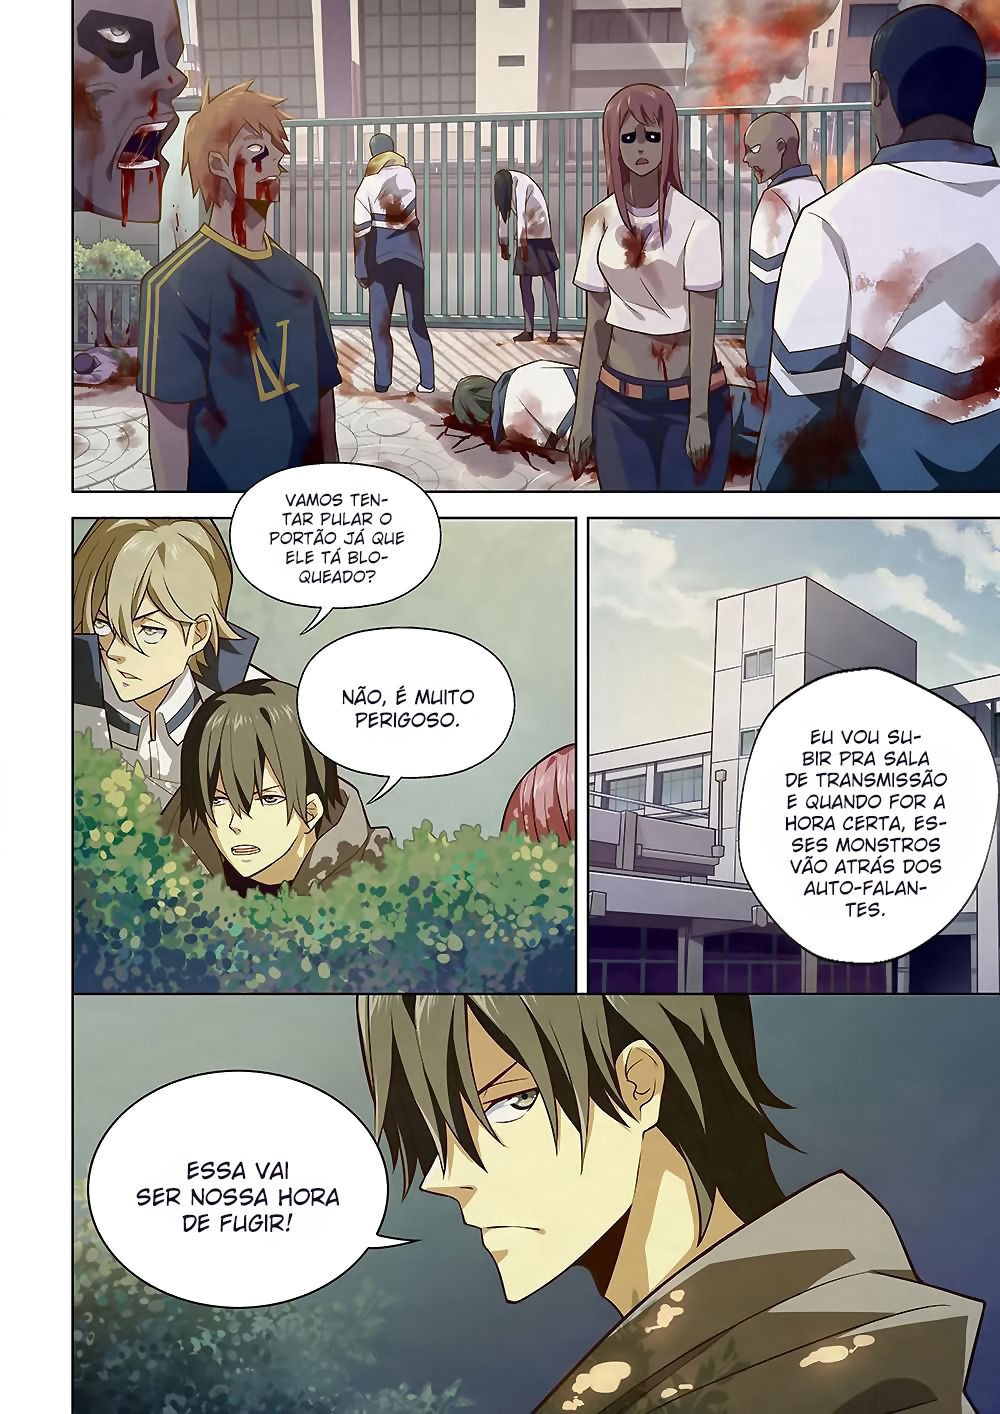 VAMOS TEN-
TAR PULAR O
PORTÃO JÁ QUE
ELE TÁ BLO-
QUEADO?
NÃO, É MUITO
PERIGOSO.
EU VOU SU-
BIR PRA SALA
DE TRANSMISSÃO
E QUANDO FOR A
HORA CERTA, ES-
SES MONSTROS
VÃO ATRÁS DOS
AUTO-FALAN-
TES.
ESSA VAI
SER NOSSA HORA
DE FUGIR!